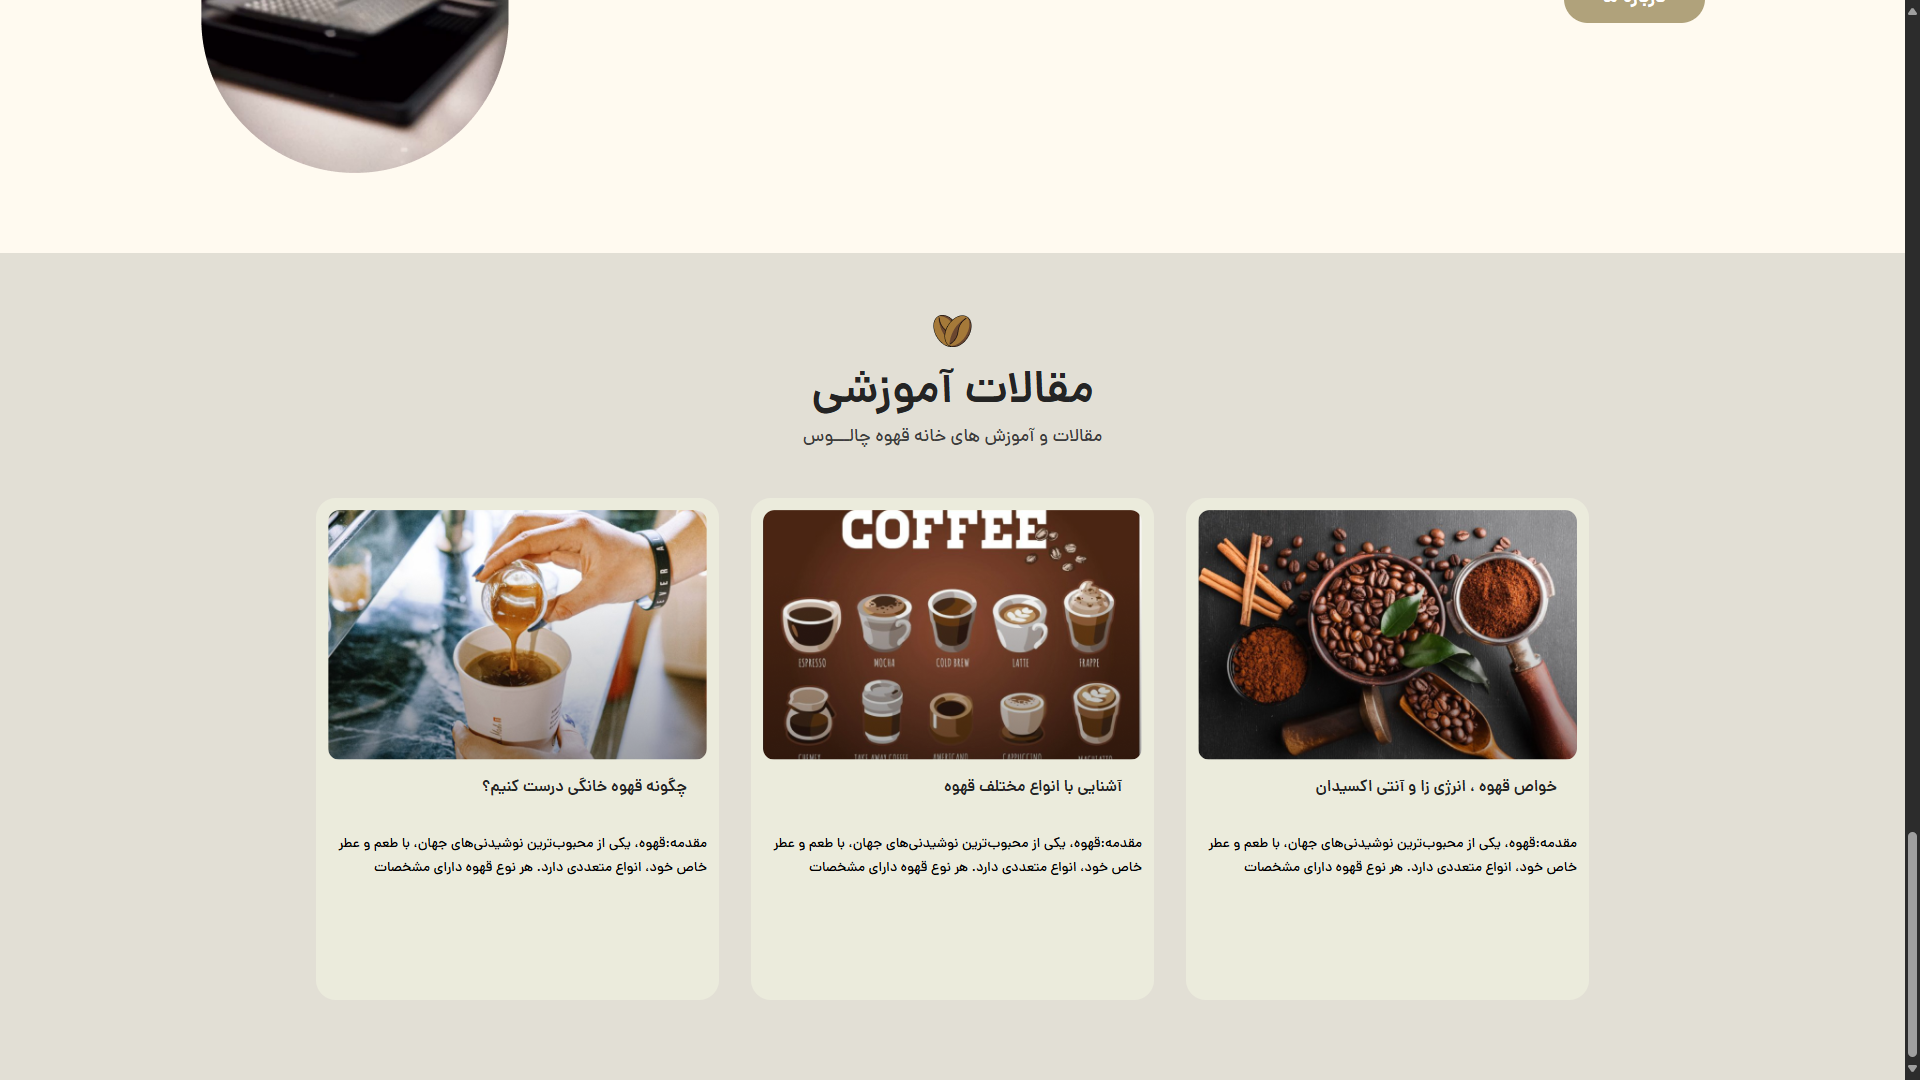 مقالات آموزشی
مقالات و آموزش های خانه قهوه چالـــوس
خواص قهوه ، انرژی زا و آنتی اکسیدان
مقدمه:قهوه، یکی از محبوب‌ترین نوشیدنی‌های جهان، با طعم و عطر
خاص خود، انواع متعددی دارد. هر نوع قهوه دارای مشخصات
COFFEE
ESPRESSO
MOCHA
COLD BREW
LATTE
FRAPPE
CHEMEX
TAKE AWAY COFFEE
AMERICANO
CAPPUCCINO
MACHIATTO
آشنایی با انواع مختلف قهوه
مقدمه:قهوه، یکی از محبوب‌ترین نوشیدنی‌های جهان، با طعم و عطر
خاص خود، انواع متعددی دارد. هر نوع قهوه دارای مشخصات
چگونه قهوه خانگی درست کنیم؟
مقدمه:قهوه، یکی از محبوب‌ترین نوشیدنی‌های جهان، با طعم و عطر
خاص خود، انواع متعددی دارد. هر نوع قهوه دارای مشخصات